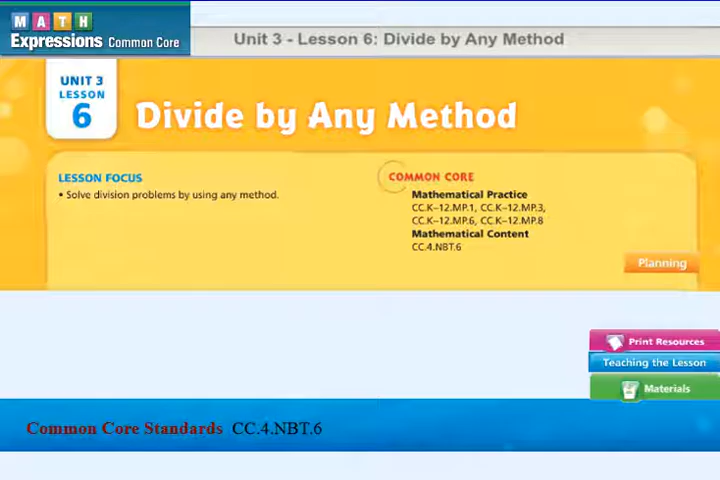 MATH
Expressions Common Core
Unit 3 - Lesson 6: Divide by Any Method
UNIT 3
LESSON
6
Divide by Any Method
LESSON FOCUS
• Solve division problems by using any method.
COMMON CORE
Mathematical Practice
CC.K–12.MP.1, CC.K–12.MP.3,
CC.K–12.MP.6, CC.K–12.MP.8
Mathematical Content
CC.4.NBT.6
Planning
Print Resources
Teaching the Lesson
Materials
Common Core Standards CC.4.NBT.6